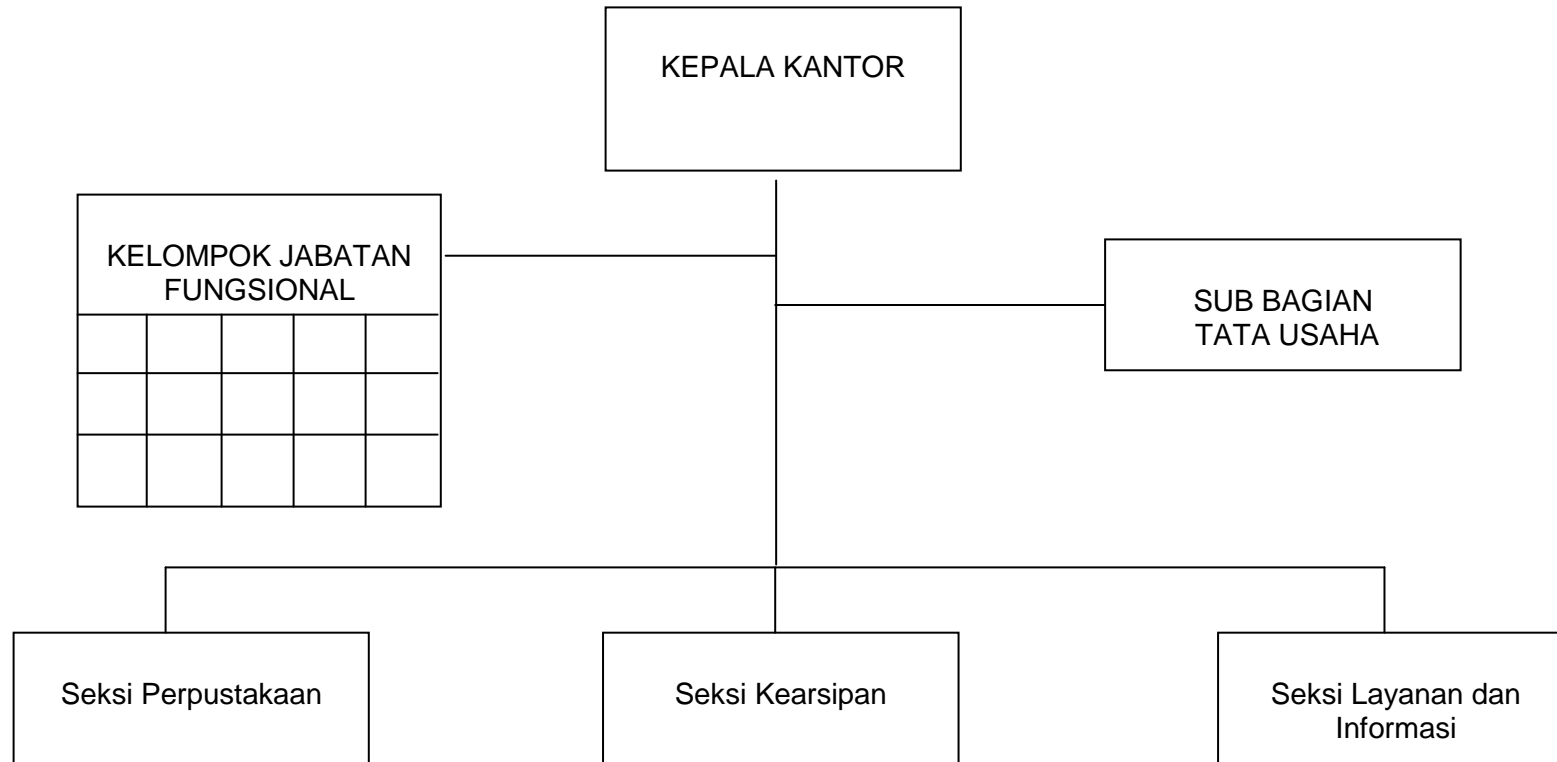 KEPALA KANTOR
KELOMPOK JABATAN
FUNGSIONAL
SUB BAGIAN
TATA USAHA
Seksi Perpustakaan
Seksi Kearsipan
Seksi Layanan dan
Informasi